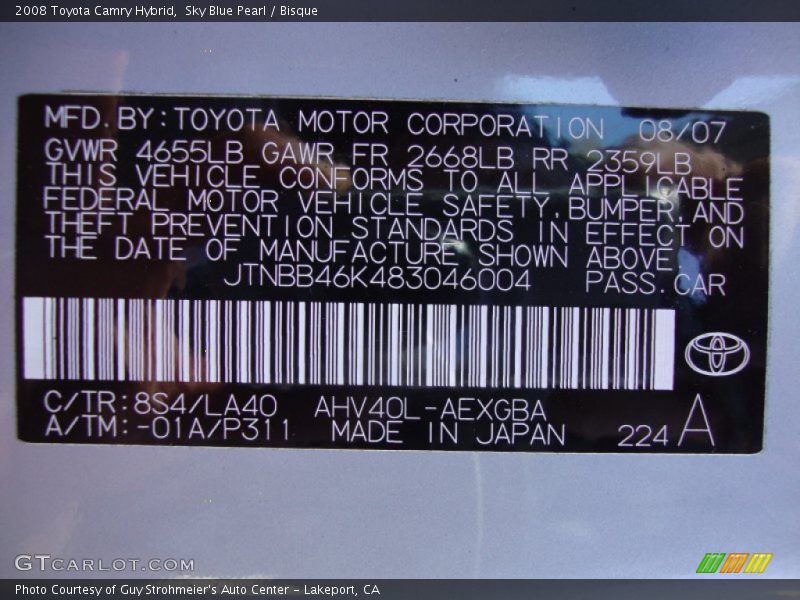 2008 Toyota Camry Hybrid,  Sky Blue Pearl / Bisque
MFD. BY: TOYOTA MOTOR CORPORATION 08/07
GVWR 4655LB GAWR FR 2668LB RR 2359LB
THIS VEHICLE CONFORMS TO ALL APPLICABLE
FEDERAL MOTOR VEHICLE SAFETY, BUMPER, AND
THEFT PREVENTION STANDARDS IN EFFECT ON
THE DATE OF MANUFACTURE SHOWN ABOVE.
JTNBB46K483046004 PASS. CAR
C/TR: 8S4/LA40 AHV40L-AEXGBA
A/TM: -01A/P311 MADE IN JAPAN 224 A
GTCARLOT.COM
Photo Courtesy of Guy Strohmeier's Auto Center - Lakeport, CA